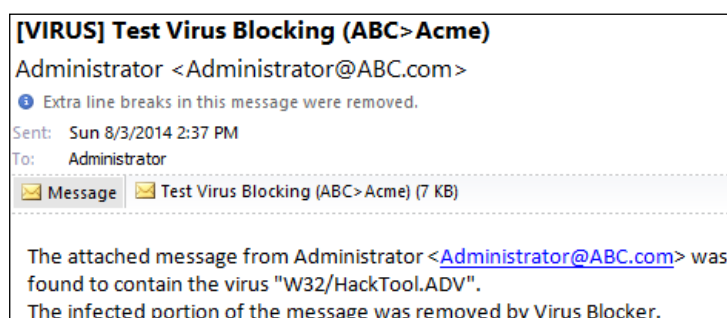 [VIRUS] Test Virus Blocking (ABC>Acme)
Administrator <Administrator@ABC.com>
Extra line breaks in this message were removed.
Sent: Sun 8/3/2014 2:37 PM
To: Administrator
Message Test Virus Blocking (ABC>Acme) (7 KB)
The attached message from Administrator <Administrator@ABC.com> was
found to contain the virus "W32/HackTool.ADV".
The infected portion of the message was removed by Virus Blocker.